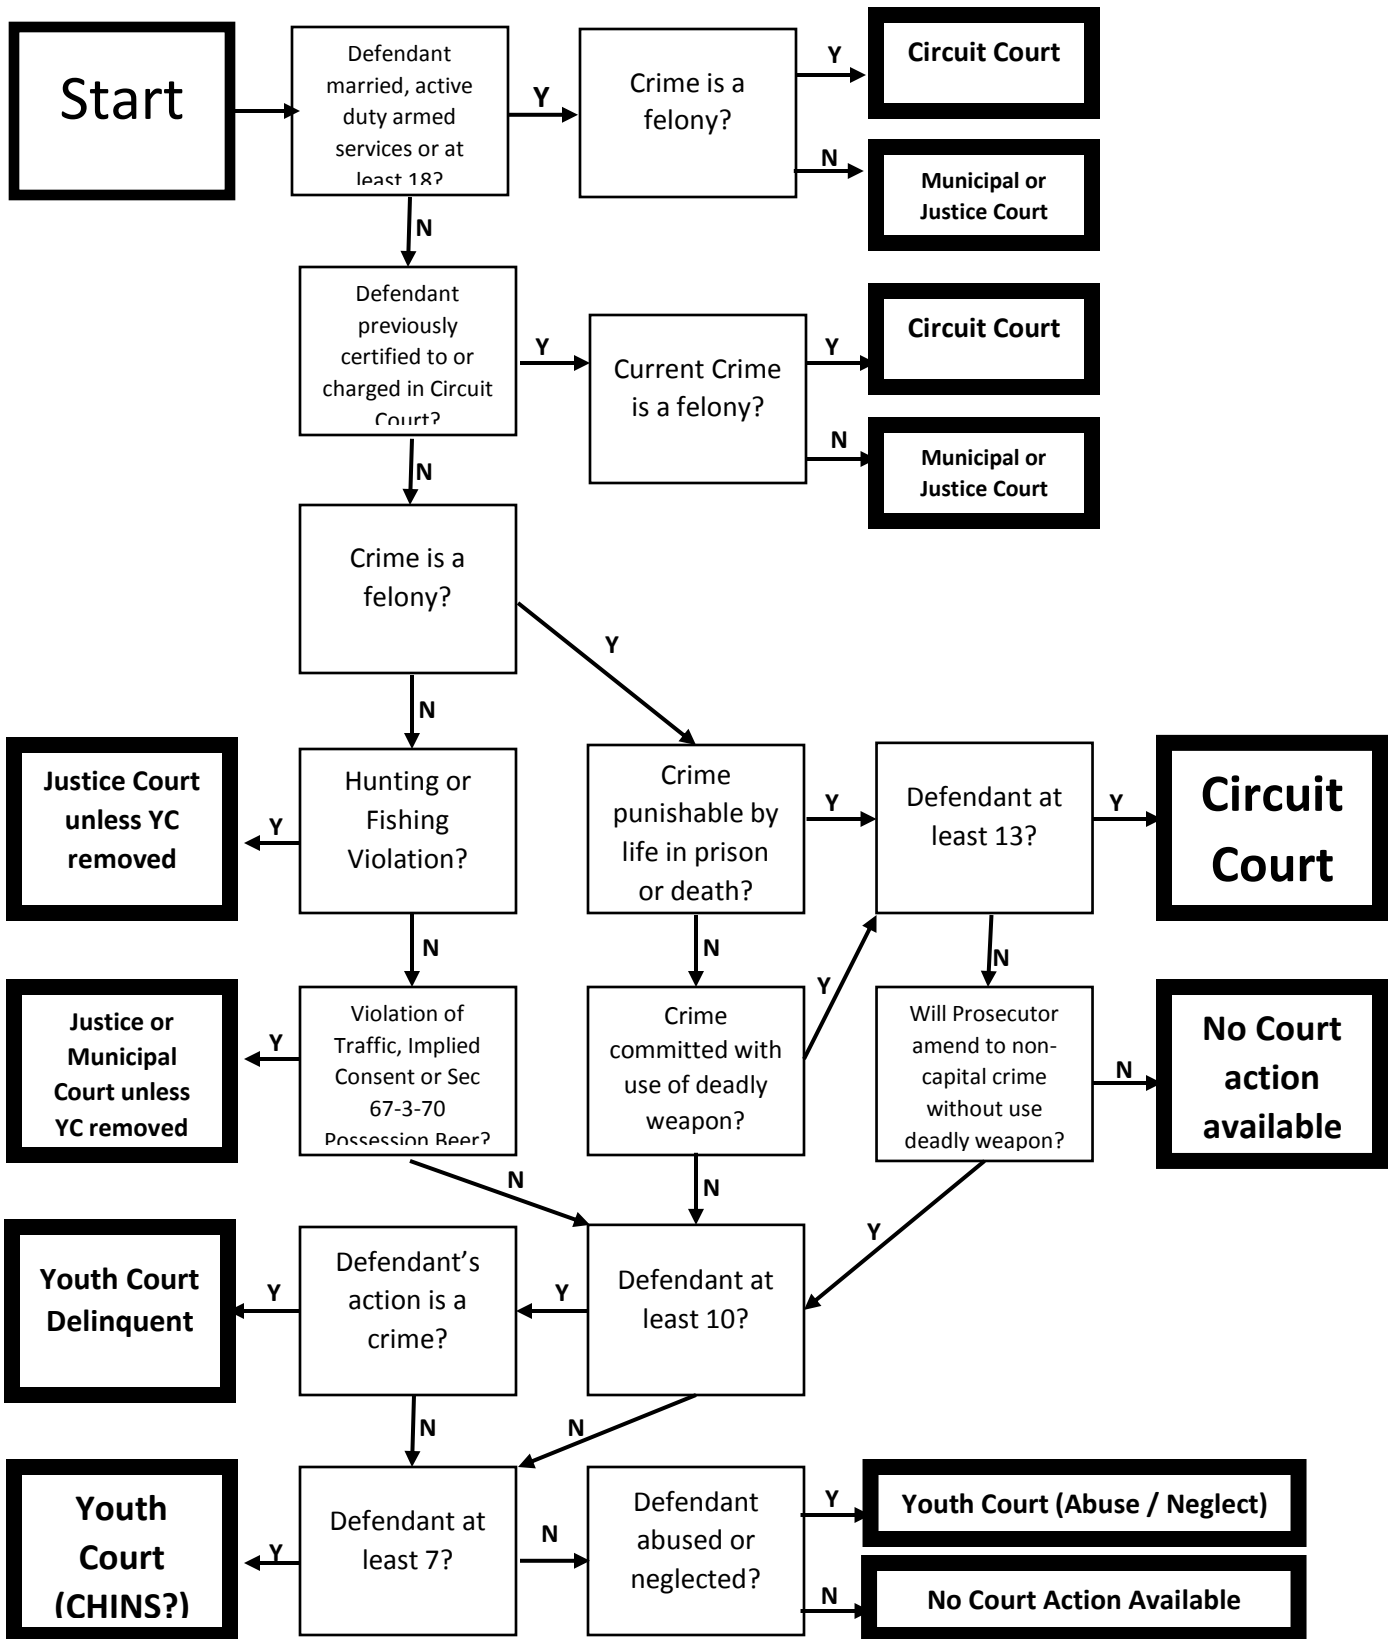 Start
Defendant
married, active
duty armed
services or at
least 18?
Y
Crime is a
felony?
Y
Circuit Court
N
Municipal or
Justice Court
N
Defendant
previously
certified to or
charged in Circuit
Court?
Y
Current Crime
is a felony?
Y
Circuit Court
N
Municipal or
Justice Court
N
Crime is a
felony?
Y
N
Justice Court
unless YC
removed
Y
Hunting or
Fishing
Violation?
Crime
punishable by
life in prison
or death?
Y
Defendant at
least 13?
Y
Circuit
Court
N
N
N
Justice or
Municipal
Court unless
YC removed
Y
Violation of
Traffic, Implied
Consent or Sec
67-3-70
Possession Beer?
Crime
committed with
use of deadly
weapon?
Y
Will Prosecutor
amend to non-
capital crime
without use
deadly weapon?
N
No Court
action
available
N
N
Y
Youth Court
Delinquent
Y
Defendant’s
action is a
crime?
Y
Defendant at
least 10?
N
N
Youth
Court
(CHINS?)
Y
Defendant at
least 7?
N
Defendant
abused or
neglected?
Y
Youth Court (Abuse / Neglect)
N
No Court Action Available